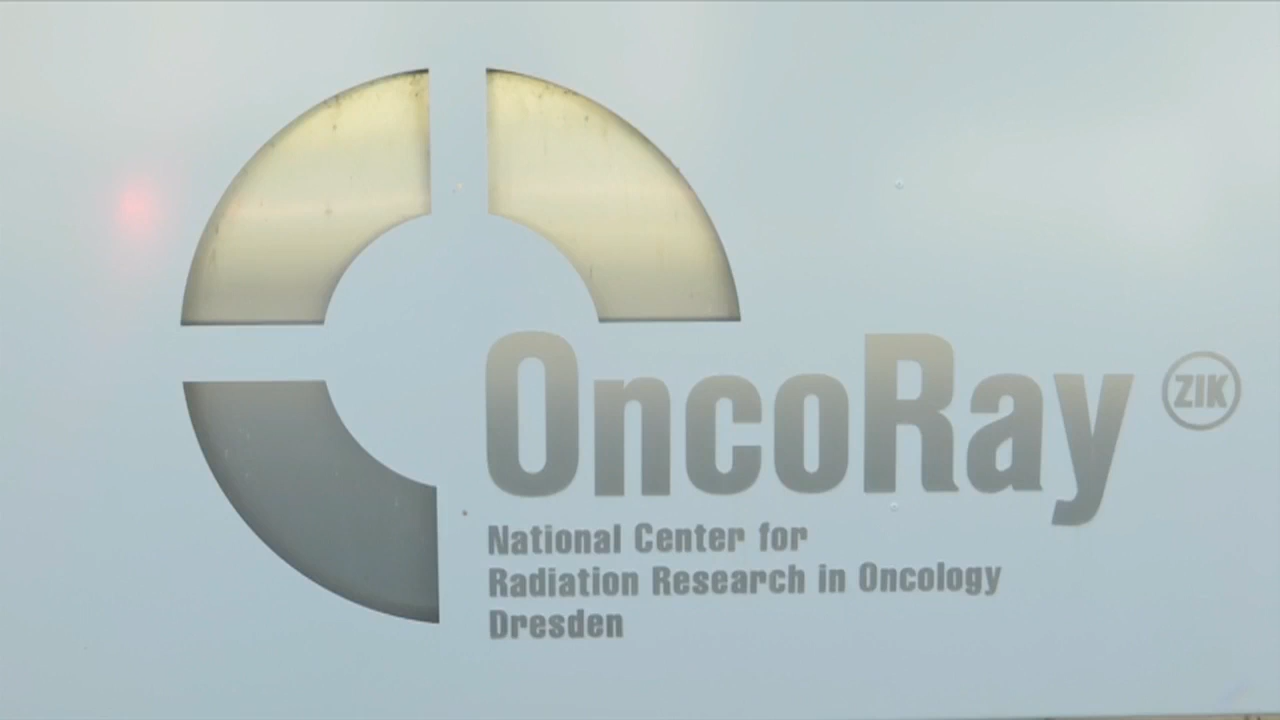 OncoRay ZIK
National Center for
Radiation Research in Oncology
Dresden